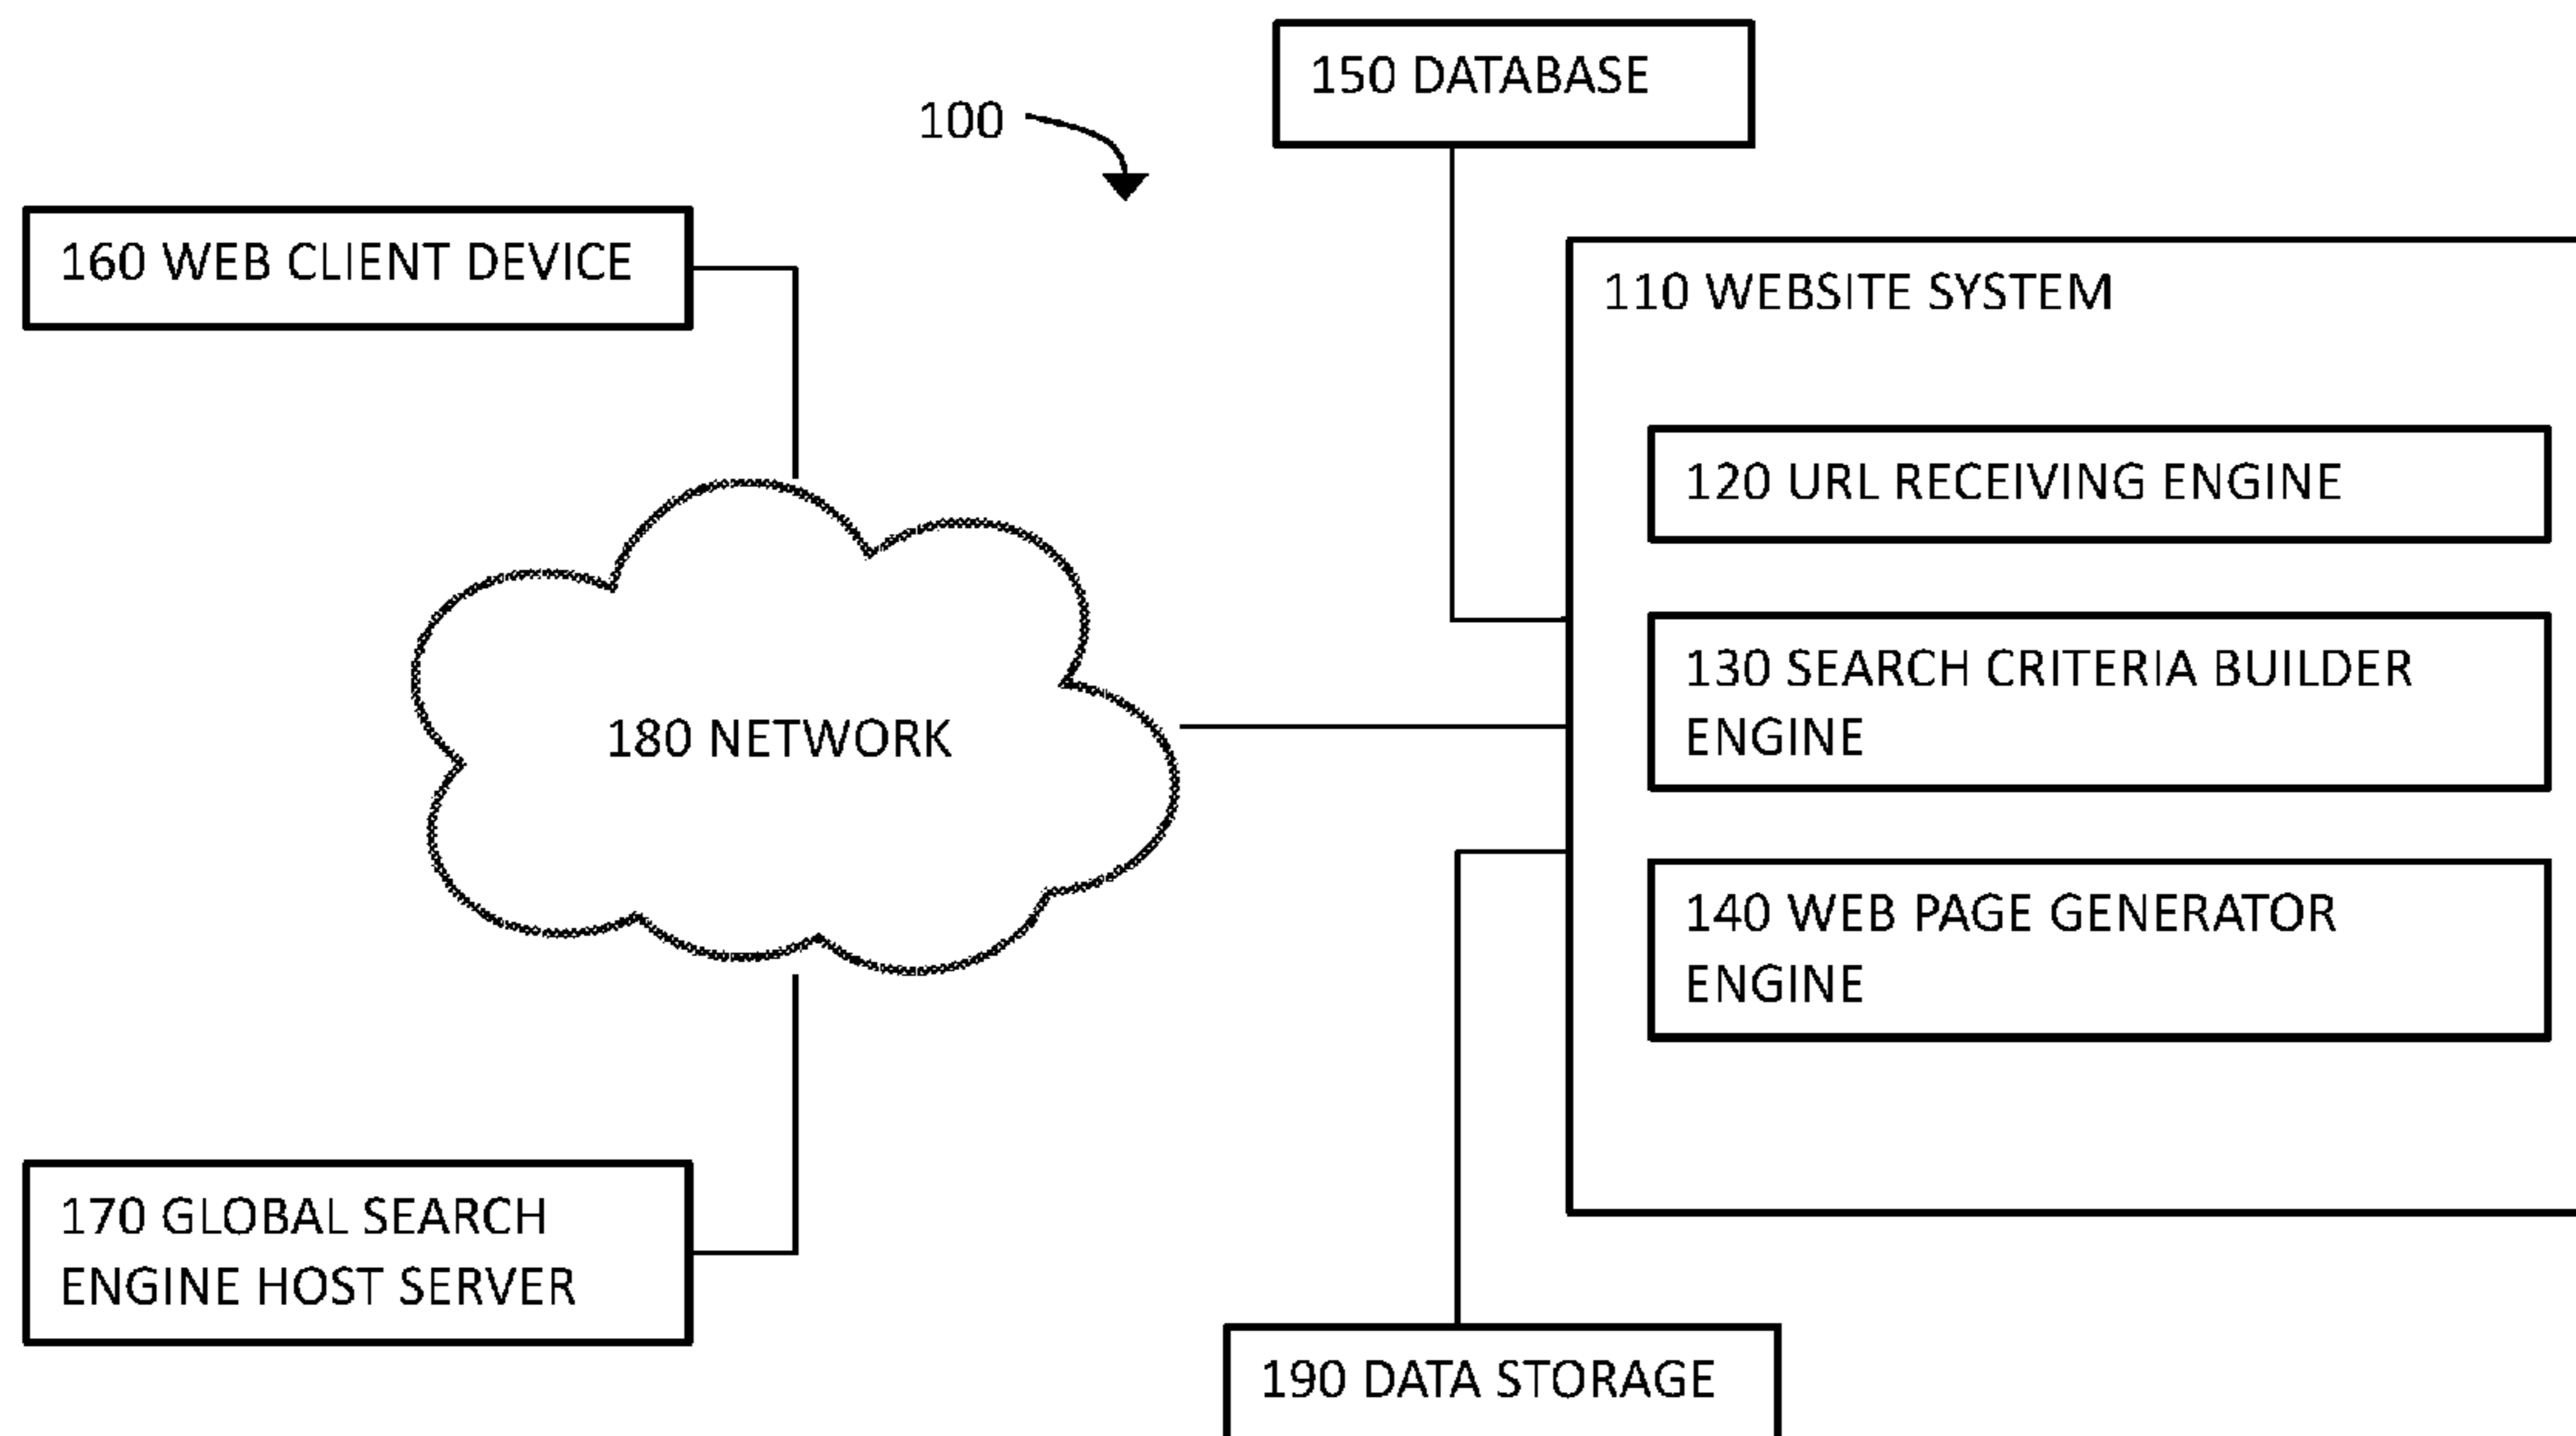 150 DATABASE
100
160 WEB CLIENT DEVICE
110 WEBSITE SYSTEM
120 URL RECEIVING ENGINE
130 SEARCH CRITERIA BUILDER
ENGINE
180 NETWORK
140 WEB PAGE GENERATOR
ENGINE
170 GLOBAL SEARCH
ENGINE HOST SERVER
190 DATA STORAGE